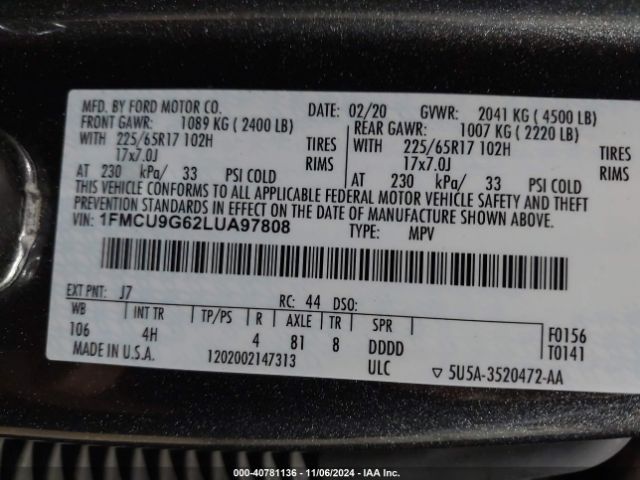 MFD. BY FORD MOTOR CO.
DATE: 02/20 GVWR: 2041 KG ( 4500 LB)
FRONT GAWR: 1089 KG ( 2400 LB)
REAR GAWR: 1007 KG ( 2220 LB)
WITH 225/65R17 102H TIRES
WITH 225/65R17 102H TIRES
17x7.0J RIMS
17x7.0J RIMS
AT 230 kPa/ 33 PSI COLD
AT 230 kPa/ 33 PSI COLD
THIS VEHICLE CONFORMS TO ALL APPLICABLE FEDERAL MOTOR VEHICLE SAFETY AND THEFT
PREVENTION STANDARDS IN EFFECT ON THE DATE OF MANUFACTURE SHOWN ABOVE.
VIN: 1FMCU9G62LUA97808
TYPE: MPV
EXT PNT: J7 RC: 44 DSO:
WB INT TR TP/PS R AXLE TR SPR
106 4H 4 81 8 DDDD
F0156
T0141
MADE IN U.S.A. 1202002147313 ULC ▽ 5U5A-3520472-AA
000-40781136 - 11/06/2024 - IAA Inc.